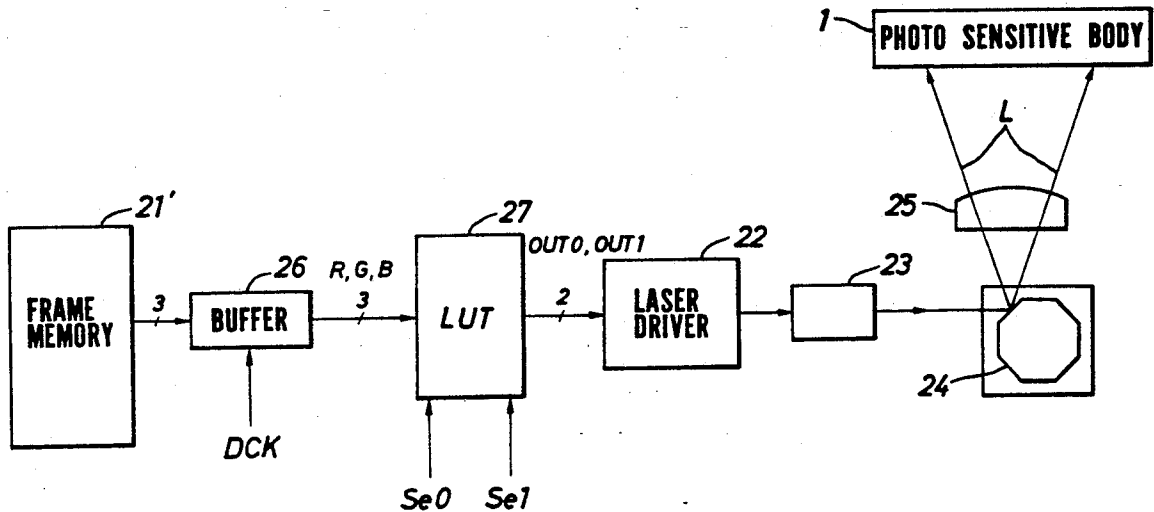 1
PHOTO SENSITIVE BODY
L
25
21'
FRAME
MEMORY
3
26
BUFFER
DCK
R, G, B
3
27
LUT
Se0
Se1
OUT0, OUT1
2
22
LASER
DRIVER
23
24